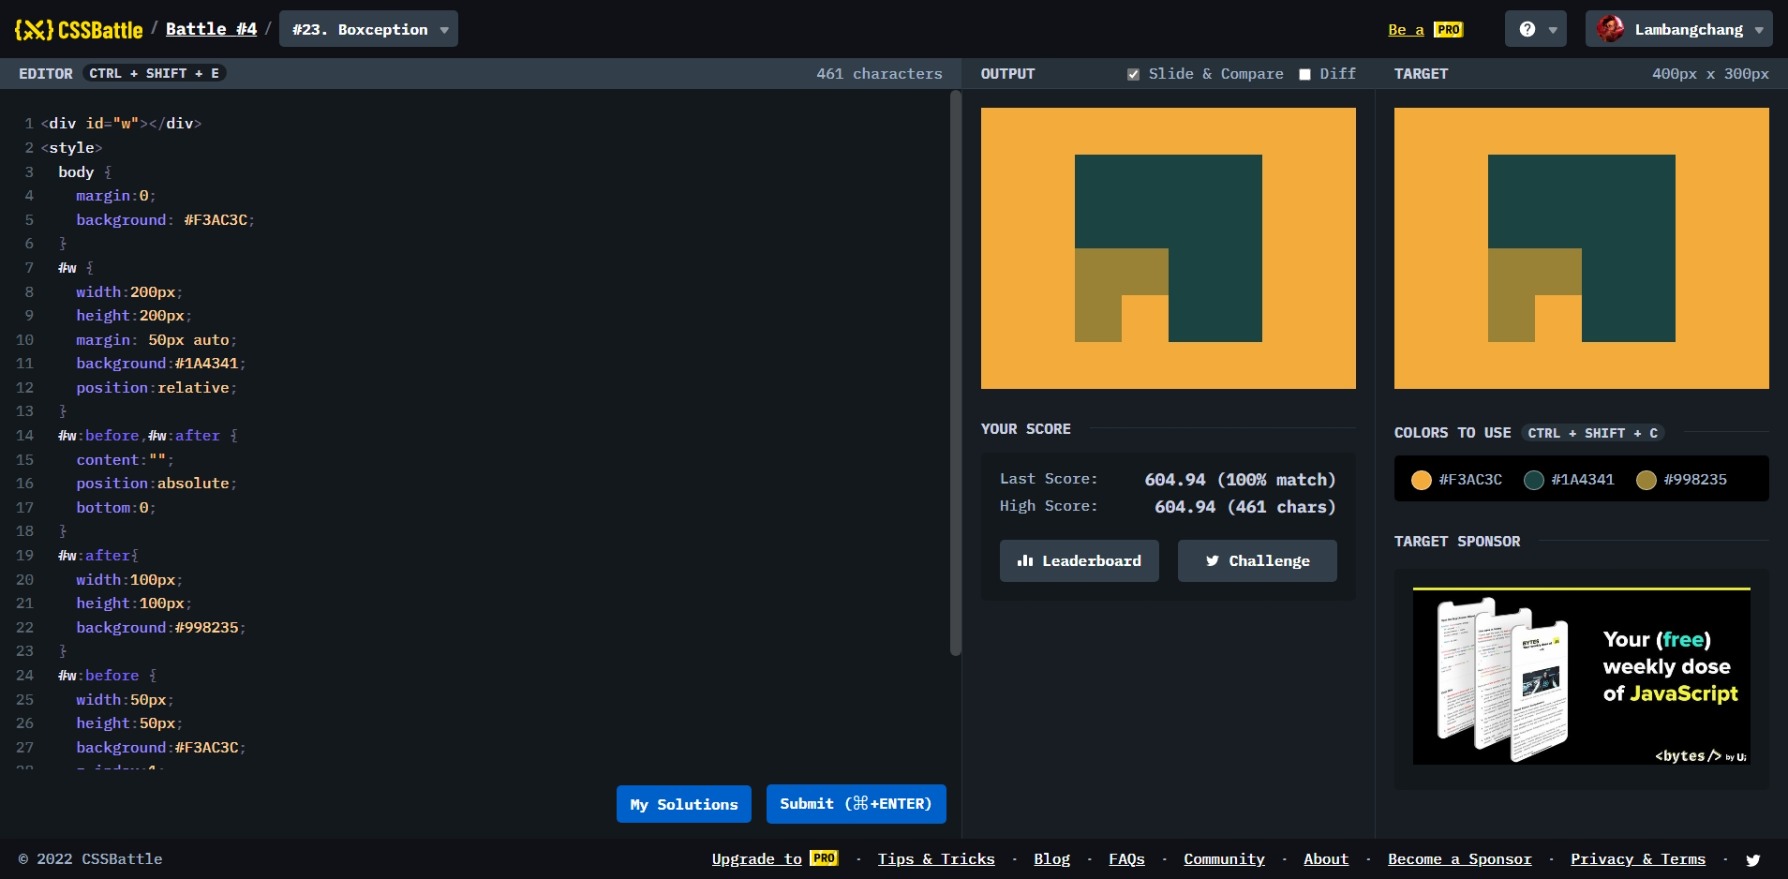 {X} CSSBattle / Battle #4 / #23. Boxception
Be a PRO
?
Lambangchang
EDITOR CTRL + SHIFT + E 461 characters
OUTPUT Slide & Compare Diff
TARGET 400px x 300px
1 <div id="w"></div>
2 <style>
3 body {
4 margin:0;
5 background: #F3AC3C;
6 }
7 #w {
8 width:200px;
9 height:200px;
10 margin: 50px auto;
11 background:#1A4341;
12 position:relative;
13 }
14 #w:before,#w:after {
15 content:"";
16 position:absolute;
17 bottom:0;
18 }
19 #w:after{
20 width:100px;
21 height:100px;
22 background:#998235;
23 }
24 #w:before {
25 width:50px;
26 height:50px;
27 background:#F3AC3C;
My Solutions Submit (⌘+ENTER)
YOUR SCORE
Last Score: 604.94 (100% match)
High Score: 604.94 (461 chars)
Leaderboard Challenge
COLORS TO USE CTRL + SHIFT + C
#F3AC3C #1A4341 #998235
TARGET SPONSOR
BYTES
Your (free)
weekly dose
of JavaScript
<bytes/> by U;
© 2022 CSSBattle
Upgrade to PRO · Tips & Tricks · Blog · FAQs · Community · About · Become a Sponsor · Privacy & Terms ·